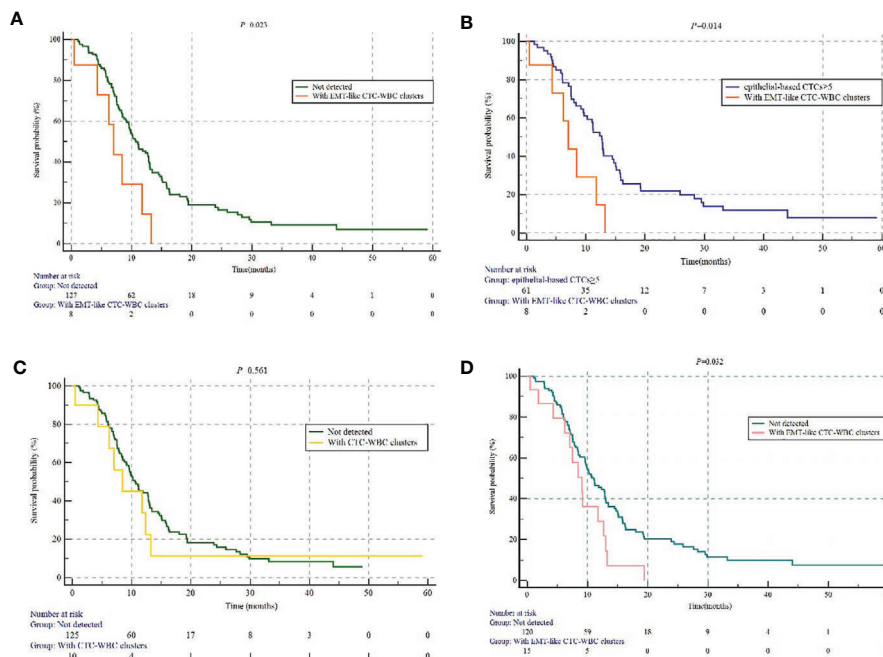 A
P=0.023
Survival probability (%)
100
80
60
40
20
0
Not detected
With EMT-like CTC-WBC clusters
0 10 20 30 40 50 60
Time(months)
Number at risk
Group: Not detected
127 62 18 9 4 1 0
Group: With EMT-like CTC-WBC clusters
8 2 0 0 0 0 0
B
P=0.014
Survival probability (%)
100
80
60
40
20
0
epithelial-based CTCs≥5
With EMT-like CTC-WBC clusters
0 10 20 30 40 50 60
Time(months)
Number at risk
Group: epithelial-based CTCs≥5
61 35 12 7 3 1 0
Group: With EMT-like CTC-WBC clusters
8 2 0 0 0 0 0
C
P=0.561
Survival probability (%)
100
80
60
40
20
0
Not detected
With CTC-WBC clusters
0 10 20 30 40 50 60
Time (months)
Number at risk
Group: Not detected
125 60 17 8 3 0 0
Group: With CTC-WBC clusters
10 4 1 1 1 1 0
D
P=0.032
Survival probability (%)
100
80
60
40
20
0
Not detected
With EMT-like CTC-WBC clusters
0 10 20 30 40 50
Time(months)
Number at risk
Group: Not detected
120 59 18 9 4 1
Group: With EMT-like CTC-WBC clusters
15 5 0 0 0 0